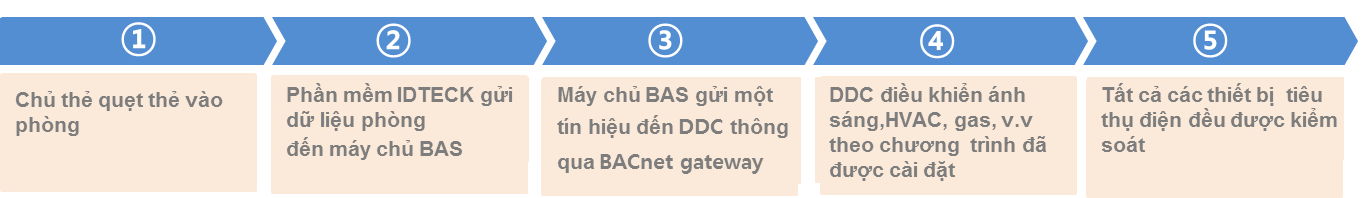 ①
②
③
④
⑤
Chủ thẻ quẹt thẻ vào
phòng
Phần mềm IDTECK gửi
dữ liệu phòng
đến máy chủ BAS
Máy chủ BAS gửi một
tín hiệu đến DDC thông
qua BACnet gateway
DDC điều khiển ánh
sáng,HVAC, gas, v.v
theo chương trình đã
được cài đặt
Tất cả các thiết bị tiêu
thụ điện đều được kiểm
soát